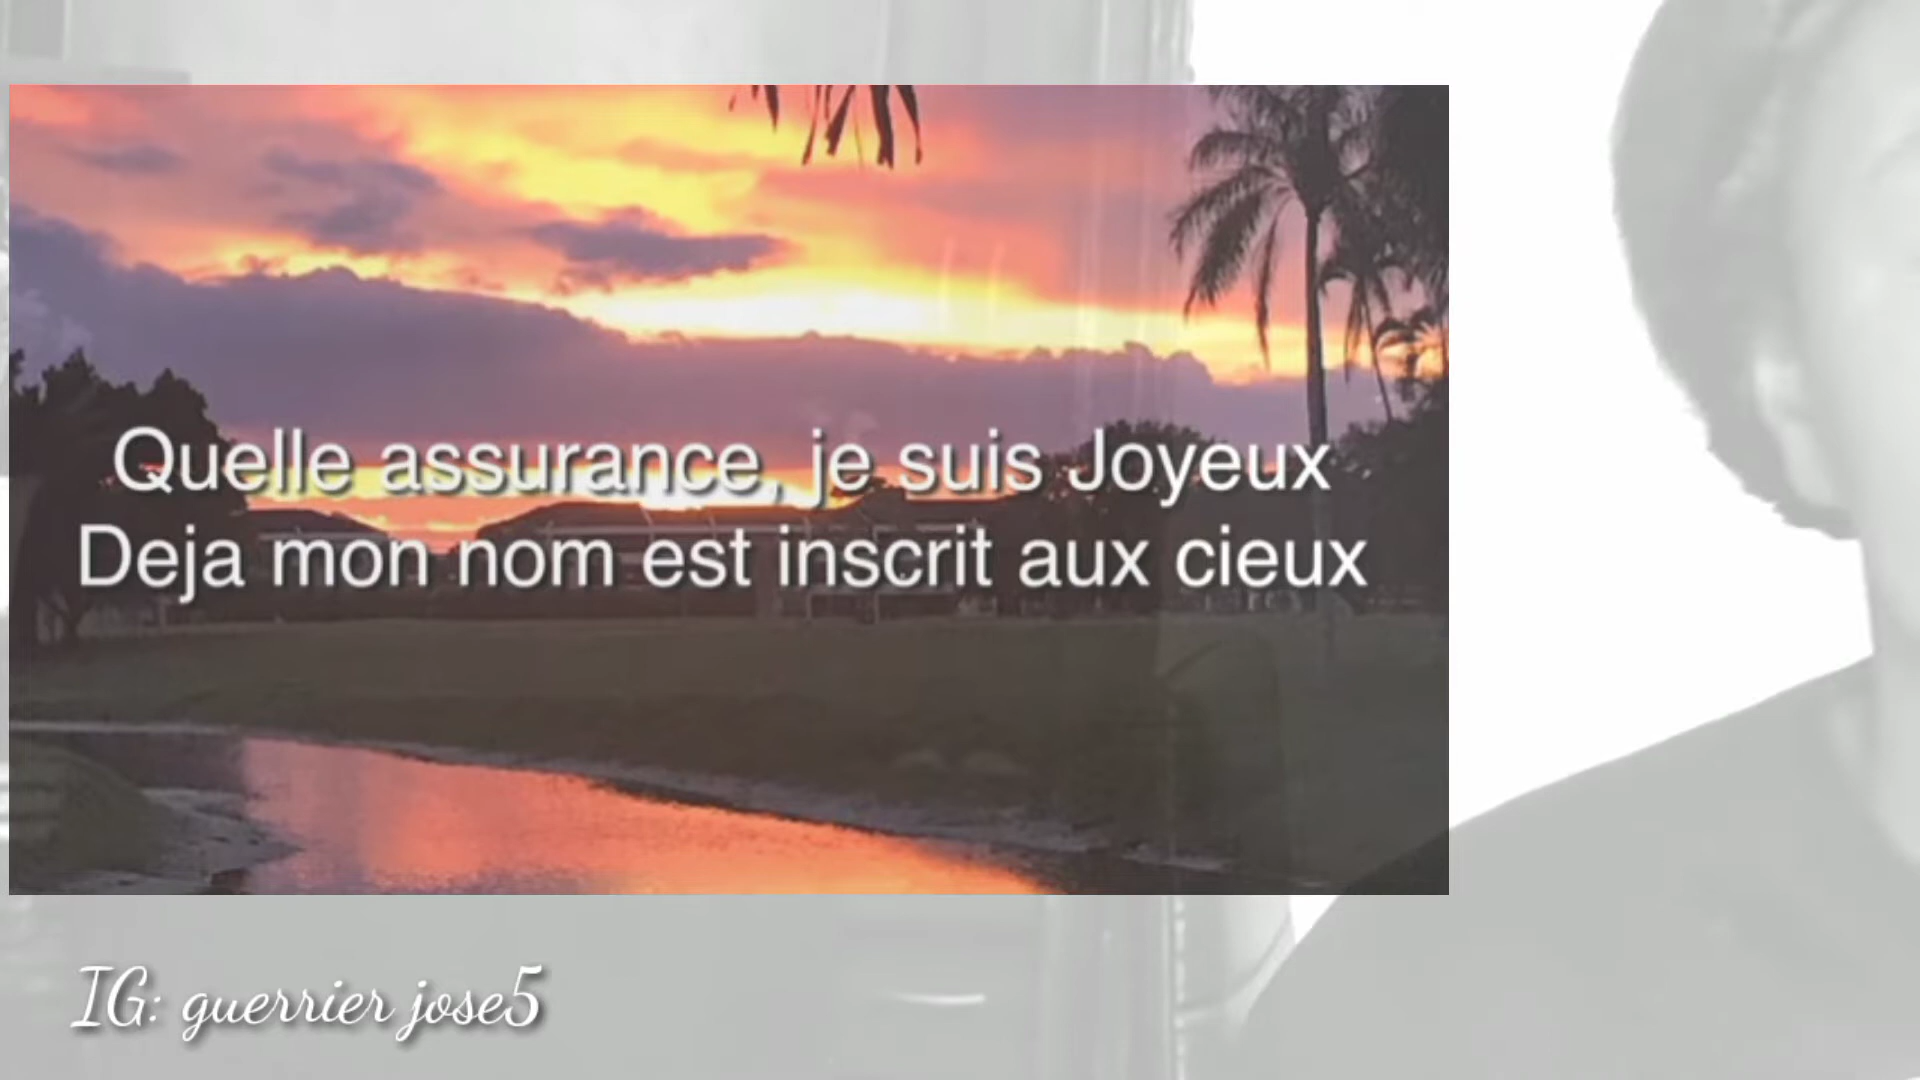 Quelle assurance, je suis Joyeux
Deja mon nom est inscrit aux cieux
IG: guerrier jose5